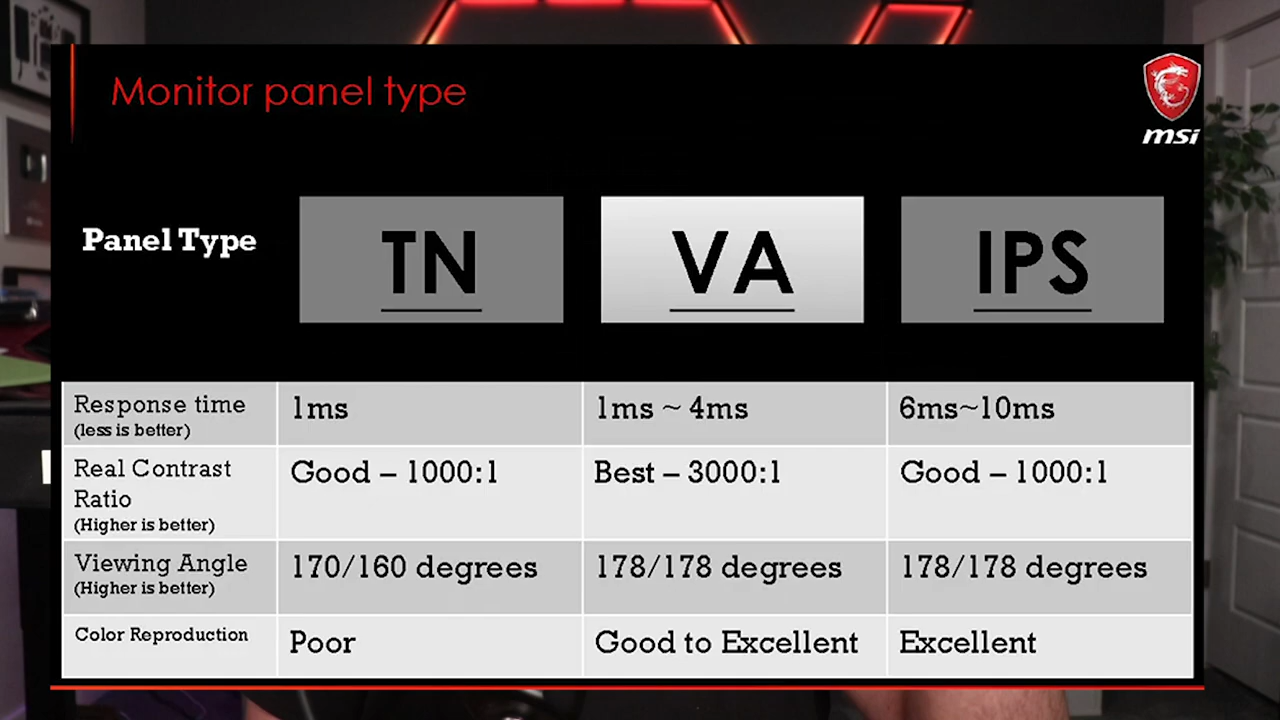 Monitor panel type
msi
Panel Type
TN
VA
IPS
Response time
(less is better)
1ms
1ms ~ 4ms
6ms~10ms
Real Contrast
Ratio
(Higher is better)
Good – 1000:1
Best – 3000:1
Good – 1000:1
Viewing Angle
(Higher is better)
170/160 degrees
178/178 degrees
178/178 degrees
Color Reproduction
Poor
Good to Excellent
Excellent